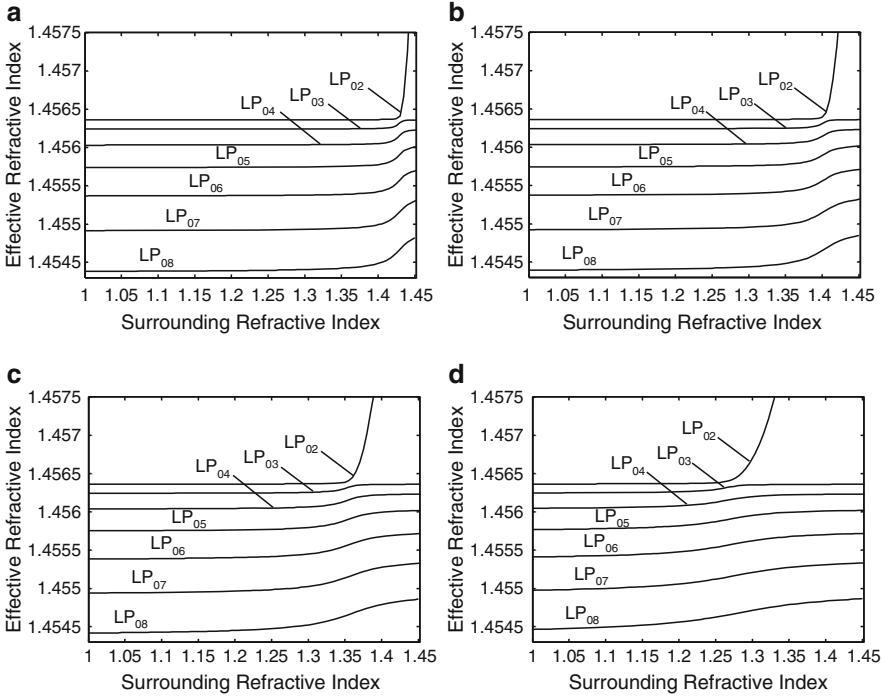 a
1.4575
1.457
1.4565
1.456
1.4555
1.455
1.4545
Effective Refractive Index
LP02
LP03
LP04
LP05
LP06
LP07
LP08
1 1.05 1.1 1.15 1.2 1.25 1.3 1.35 1.4 1.45
Surrounding Refractive Index
b
1.4575
1.457
1.4565
1.456
1.4555
1.455
1.4545
Effective Refractive Index
LP02
LP03
LP04
LP05
LP06
LP07
LP08
1 1.05 1.1 1.15 1.2 1.25 1.3 1.35 1.4 1.45
Surrounding Refractive Index
c
1.4575
1.457
1.4565
1.456
1.4555
1.455
1.4545
Effective Refractive Index
LP02
LP03
LP04
LP05
LP06
LP07
LP08
1 1.05 1.1 1.15 1.2 1.25 1.3 1.35 1.4 1.45
Surrounding Refractive Index
d
1.4575
1.457
1.4565
1.456
1.4555
1.455
1.4545
Effective Refractive Index
LP02
LP03
LP04
LP05
LP06
LP07
LP08
1 1.05 1.1 1.15 1.2 1.25 1.3 1.35 1.4 1.45
Surrounding Refractive Index